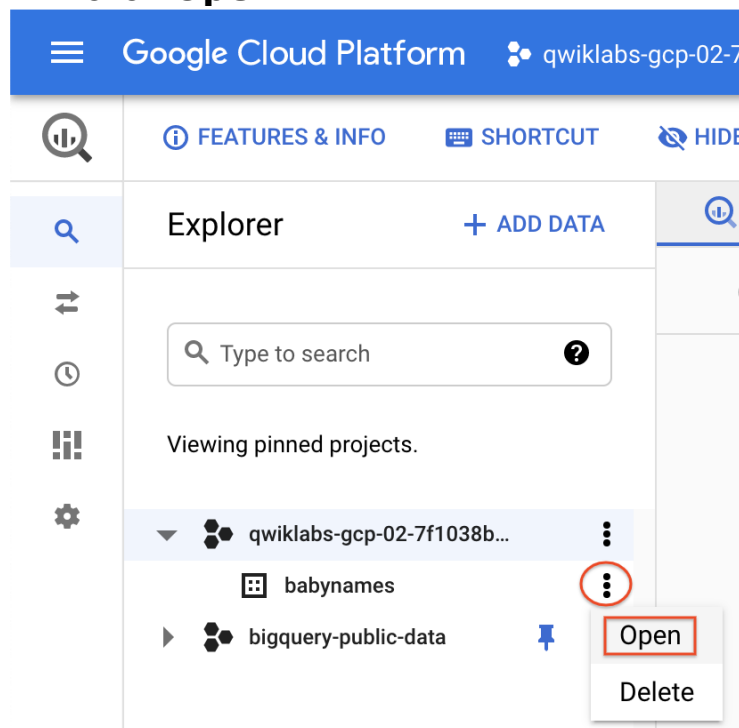 Google Cloud Platform
qwiklabs-gcp-02-7
FEATURES & INFO
SHORTCUT
HIDE
Explorer
+ ADD DATA
Type to search
Viewing pinned projects.
qwiklabs-gcp-02-7f1038b...
babynames
bigquery-public-data
Open
Delete